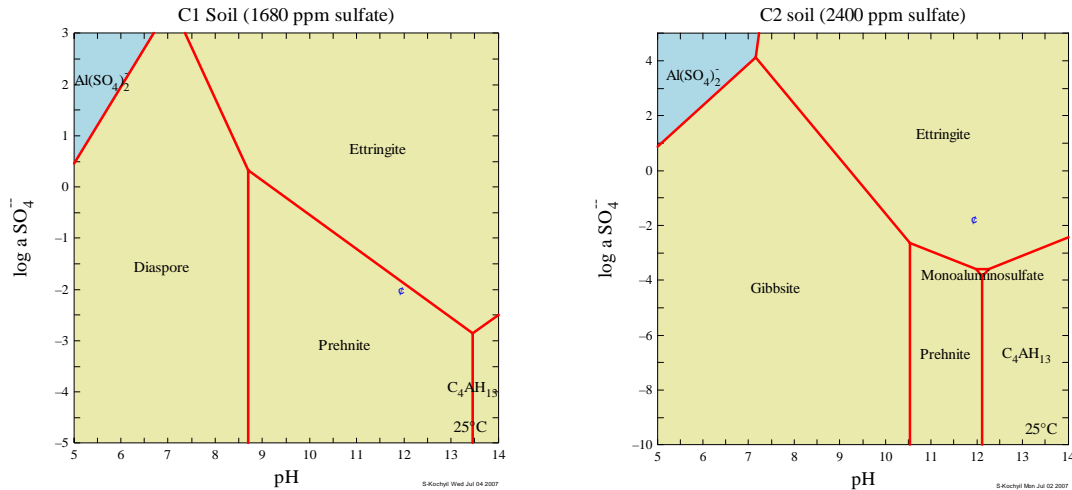 C1 Soil (1680 ppm sulfate)
3
2
1
0
–1
–2
–3
–4
–5
log a SO4--
Al(SO4)2-
Ettringite
Diaspore
¢
Prehnite
C4AH13
25°C
5 6 7 8 9 10 11 12 13 14
pH
S-Kochyil Wed Jul 04 2007
C2 soil (2400 ppm sulfate)
4
2
0
–2
–4
–6
–8
–10
log a SO4--
Al(SO4)2-
Ettringite
¢
Monoaluminosulfate
Gibbsite
Prehnite
C4AH13
25°C
5 6 7 8 9 10 11 12 13 14
pH
S-Kochyil Mon Jul 02 2007